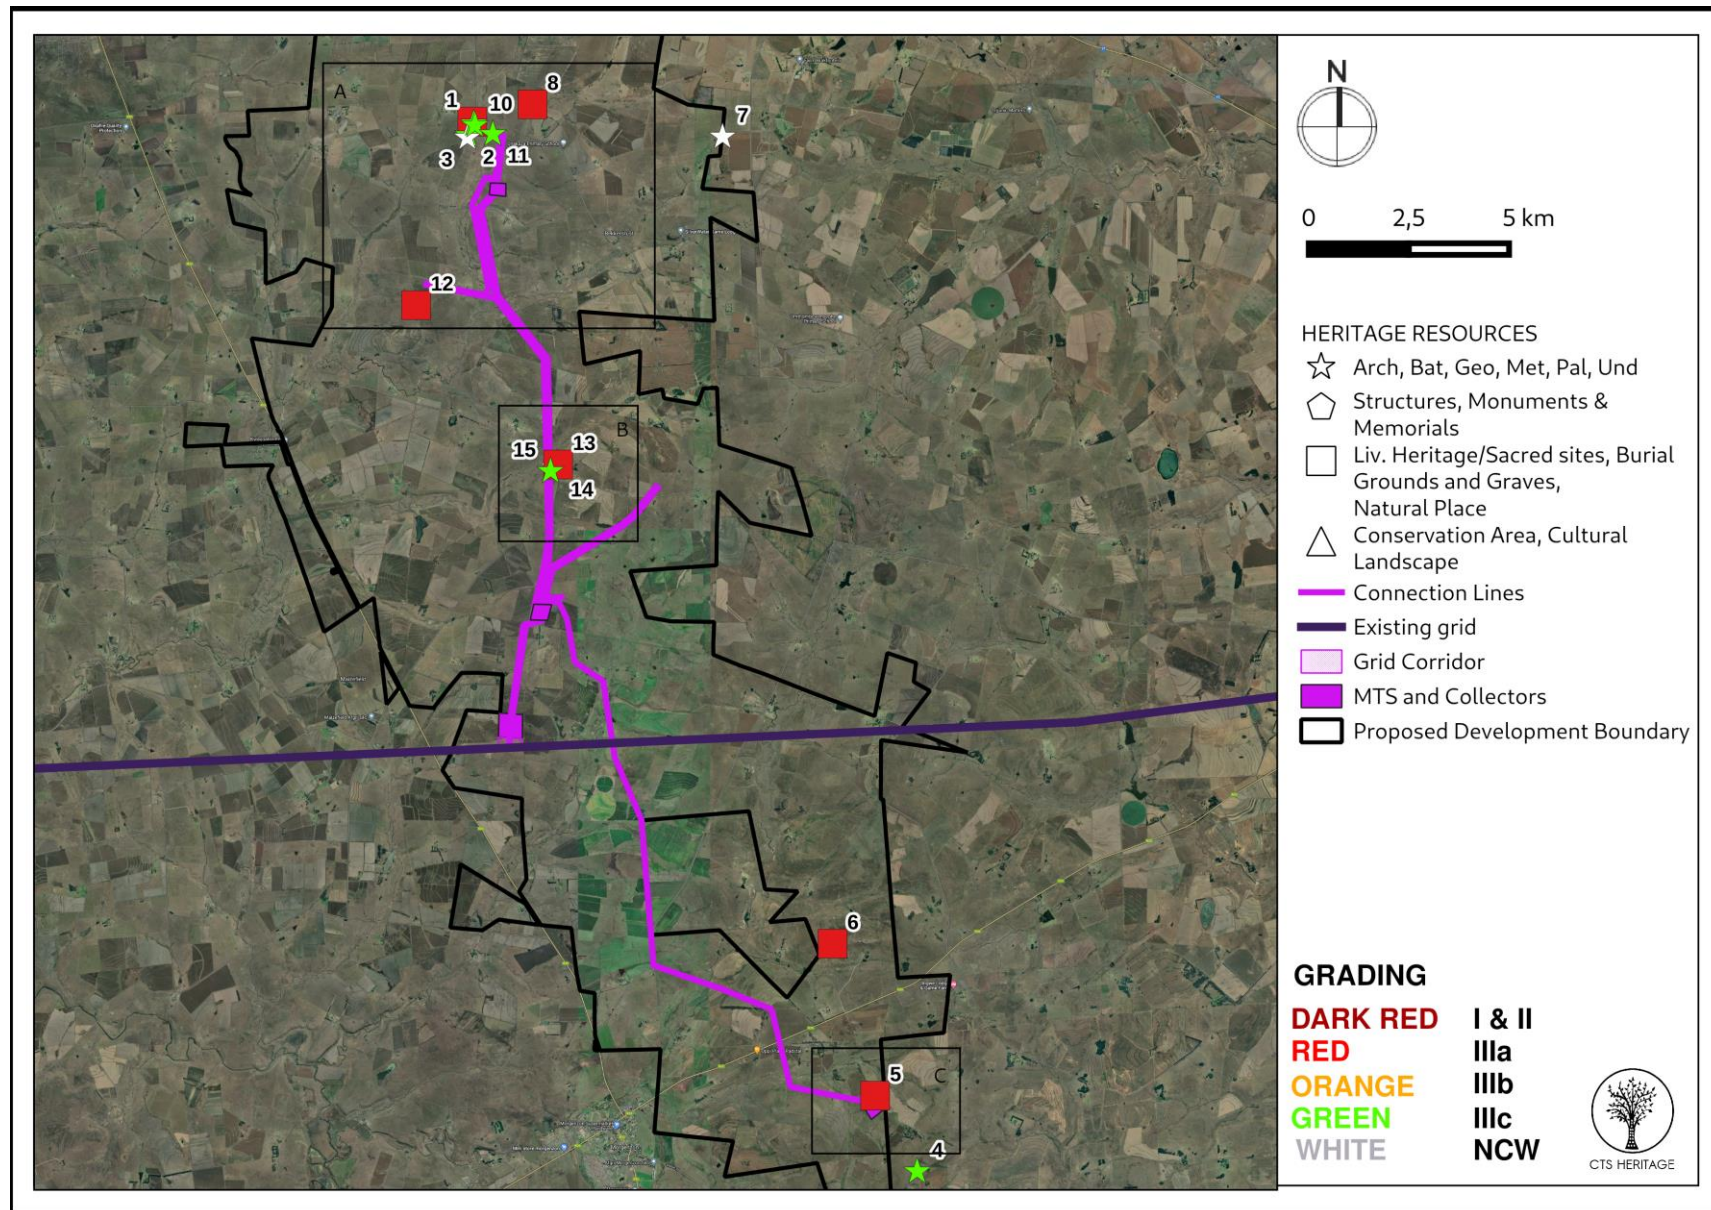 A
1
10
8
7
3
2
11
12
B
15
13
14
6
5
C
4
N
0 2,5 5 km
HERITAGE RESOURCES
Arch, Bat, Geo, Met, Pal, Und
Structures, Monuments &
Memorials
Liv. Heritage/Sacred sites, Burial
Grounds and Graves,
Natural Place
Conservation Area, Cultural
Landscape
Connection Lines
Existing grid
Grid Corridor
MTS and Collectors
Proposed Development Boundary
GRADING
DARK RED I & II
RED IIIa
ORANGE IIIb
GREEN IIIc
WHITE NCW
CTS HERITAGE